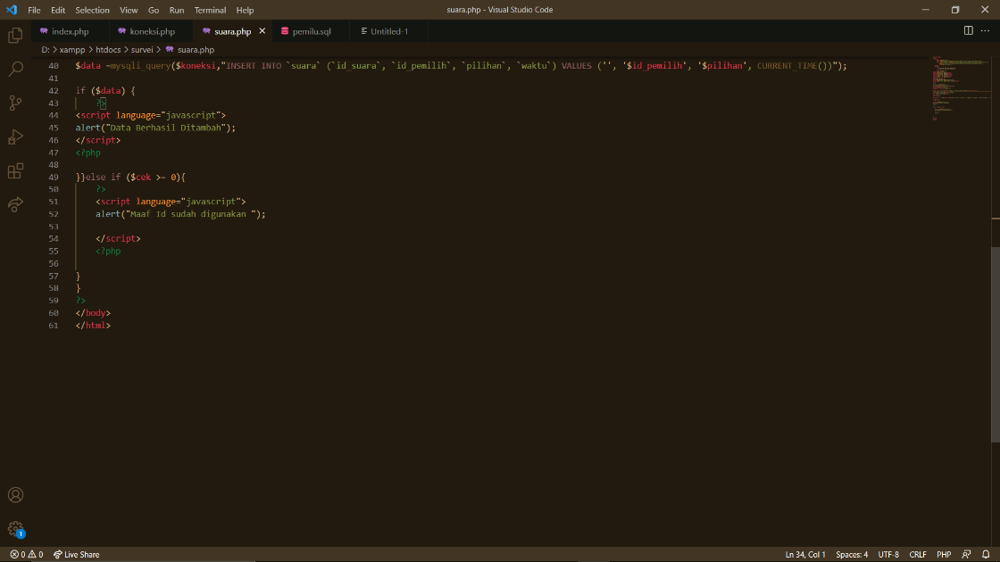 File Edit Selection View Go Run Terminal Help
suara.php - Visual Studio Code
index.php koneksi.php suara.php pemilu.sql Untitled-1
D: > xampp > htdocs > survei > suara.php
40 $data =mysqli_query($koneksi,"INSERT INTO `suara` (`id_suara`, `id_pemilih`, `pilihan`, `waktu`) VALUES ('', '$id_pemilih', '$pilihan', CURRENT_TIME())");
41
42 if ($data) {
43 ?>
44 <script language="javascript">
45 alert("Data Berhasil Ditambah");
46 </script>
47 <?php
48
49 }}else if ($cek >= 0){
50 ?>
51 <script language="javascript">
52 alert("Maaf Id sudah digunakan ");
53
54 </script>
55 <?php
56
57 }
58 }
59 ?>
60 </body>
61 </html>
1
0 0 Live Share
Ln 34, Col 1 Spaces: 4 UTF-8 CRLF PHP